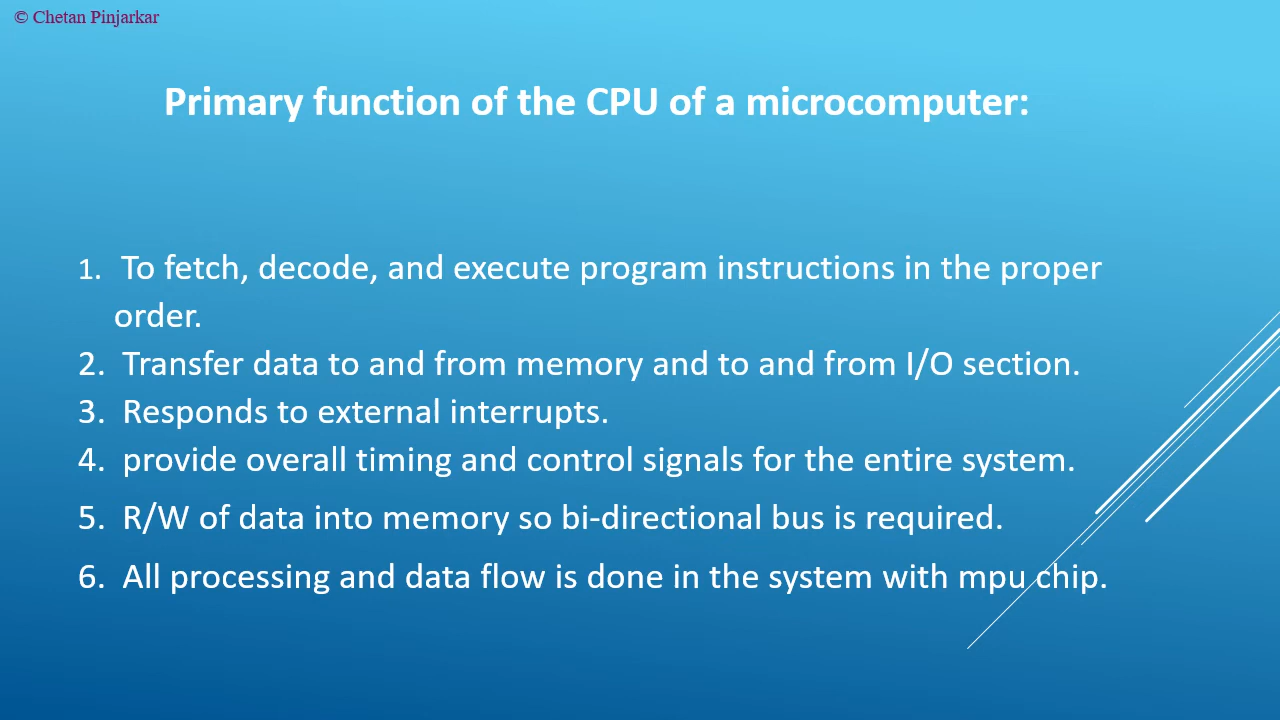 © Chetan Pinjarkar
Primary function of the CPU of a microcomputer:
1. To fetch, decode, and execute program instructions in the proper
order.
2. Transfer data to and from memory and to and from I/O section.
3. Responds to external interrupts.
4. provide overall timing and control signals for the entire system.
5. R/W of data into memory so bi-directional bus is required.
6. All processing and data flow is done in the system with mpu chip.